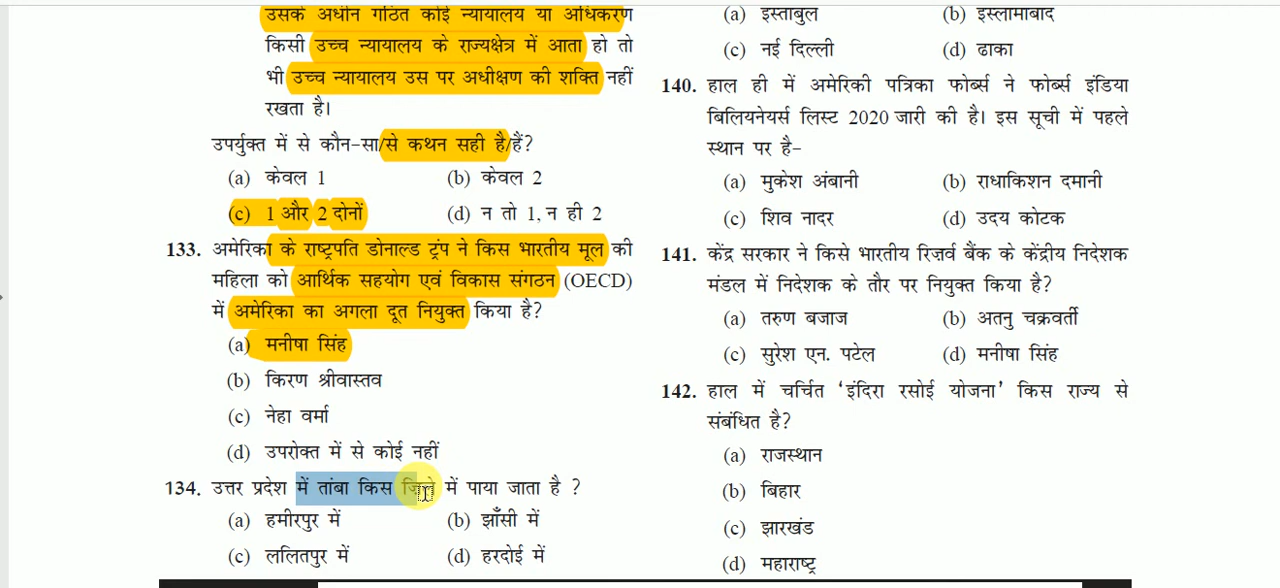 उसके अधीन गठित कोई न्यायालय या अधिकरण
किसी उच्च न्यायालय के राज्यक्षेत्र में आता हो तो
भी उच्च न्यायालय उस पर अधीक्षण की शक्ति नहीं
रखता है।
उपर्युक्त में से कौन-सा/से कथन सही है/हैं?
(a) केवल 1 (b) केवल 2
(c) 1 और 2 दोनों (d) न तो 1, न ही 2
133. अमेरिका के राष्ट्रपति डोनाल्ड ट्रंप ने किस भारतीय मूल की
महिला को आर्थिक सहयोग एवं विकास संगठन (OECD)
में अमेरिका का अगला दूत नियुक्त किया है?
(a) मनीषा सिंह
(b) किरण श्रीवास्तव
(c) नेहा वर्मा
(d) उपरोक्त में से कोई नहीं
134. उत्तर प्रदेश में तांबा किस जिले में पाया जाता है ?
(a) हमीरपुर में (b) झाँसी में
(c) ललितपुर में (d) हरदोई में
(a) इस्तांबुल (b) इस्लामाबाद
(c) नई दिल्ली (d) ढाका
140. हाल ही में अमेरिकी पत्रिका फोर्ब्स ने फोर्ब्स इंडिया
बिलियनेयर्स लिस्ट 2020 जारी की है। इस सूची में पहले
स्थान पर है-
(a) मुकेश अंबानी (b) राधाकिशन दमानी
(c) शिव नादर (d) उदय कोटक
141. केंद्र सरकार ने किसे भारतीय रिजर्व बैंक के केंद्रीय निदेशक
मंडल में निदेशक के तौर पर नियुक्त किया है?
(a) तरुण बजाज (b) अतनु चक्रवर्ती
(c) सुरेश एन. पटेल (d) मनीषा सिंह
142. हाल में चर्चित ‘इंदिरा रसोई योजना’ किस राज्य से
संबंधित है?
(a) राजस्थान
(b) बिहार
(c) झारखंड
(d) महाराष्ट्र